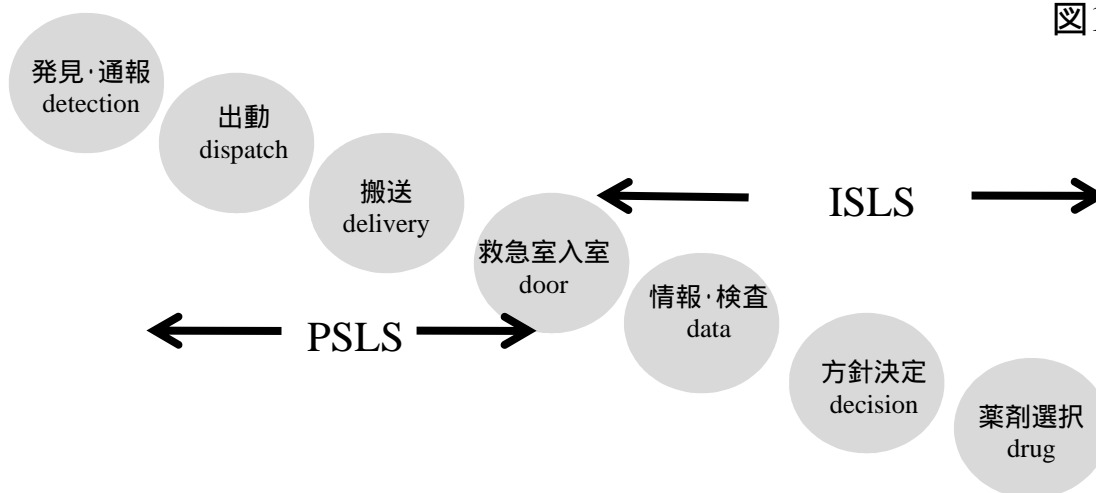 図1
発見･通報
detection
出動
dispatch
搬送
delivery
ISLS
救急室入室
door
情報･検査
data
PSLS
方針決定
decision
薬剤選択
drug